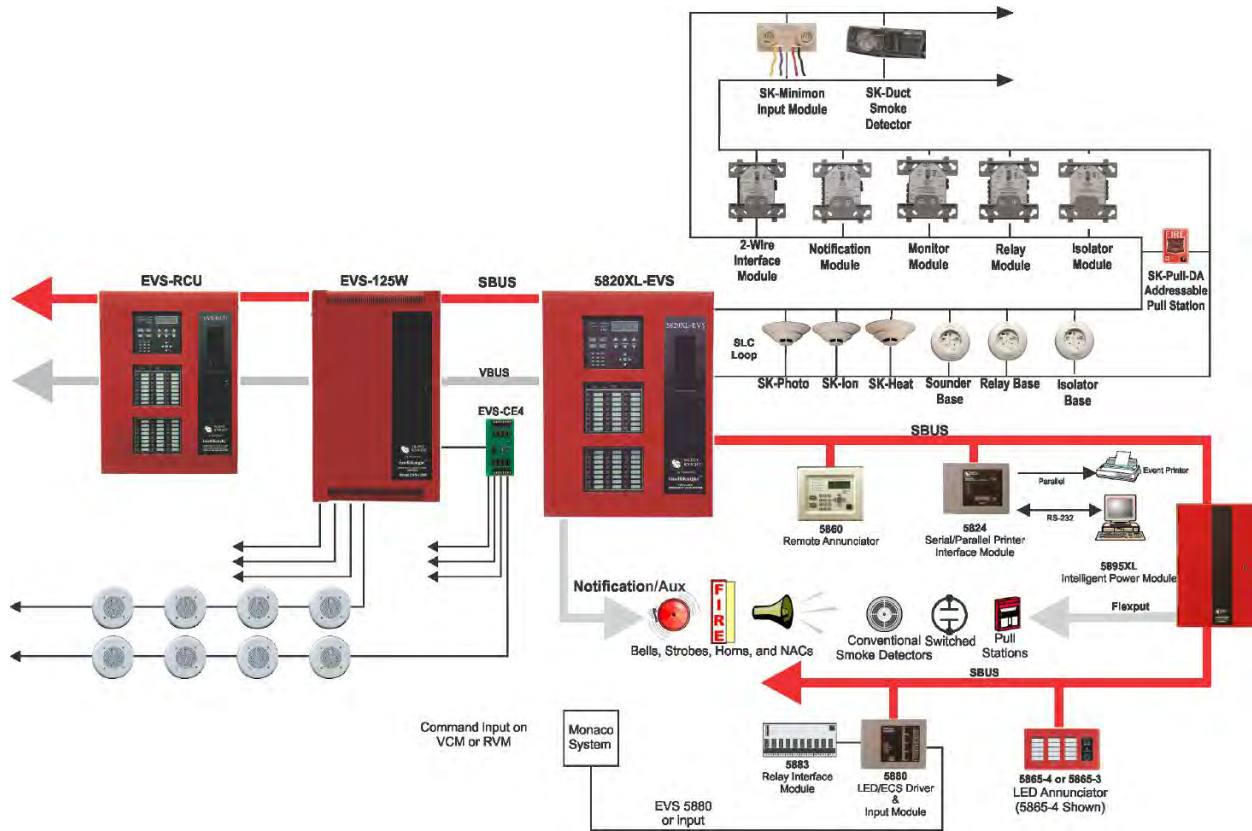 SK-Minimon
Input Module
SK-Duct
Smoke
Detector
2-Wire
Interface
Module
Notification
Module
Monitor
Module
Relay
Module
Isolator
Module
FIRE
SK-Pull-DA
Addressable
Pull Station
EVS-RCU
EVS-125W
SBUS
5820XL-EVS
5820XL-EVS
SLC
Loop
SK-Photo
SK-Ion
SK-Heat
Sounder
Base
Relay Base
Isolator
Base
VBUS
EVS-CE4
SBUS
5860
Remote Annunciator
5824
Serial/Parallel Printer
Interface Module
Parallel
Event Printer
RS-232
5895XL
Intelligent Power Module
Flexput
Notification/Aux
FIRE
Bells, Strobes, Horns, and NACs
Conventional
Smoke Detectors
Switched
Pull
Stations
SBUS
Command Input on
VCM or RVM
Monaco
System
5883
Relay Interface
Module
5880
LED/ECS Driver
&
Input Module
5865-4 or 5865-3
LED Annunciator
(5865-4 Shown)
EVS 5880
or input